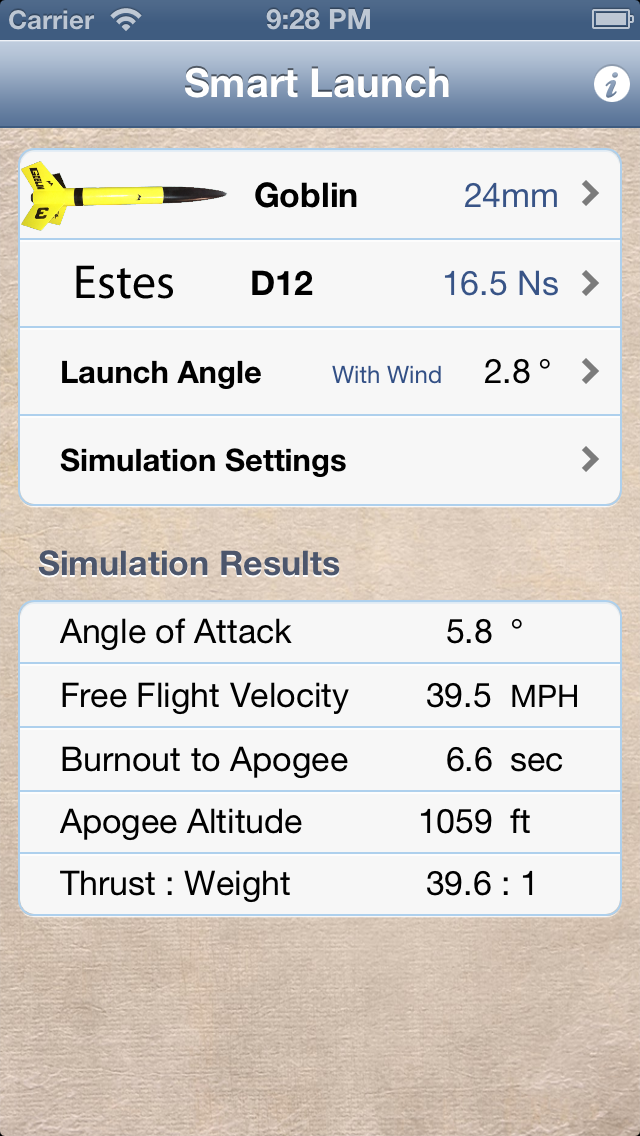 Carrier 9:28 PM
Smart Launch
Goblin 24mm
Estes D12 16.5 Ns
Launch Angle With Wind 2.8 °
Simulation Settings
Simulation Results
Angle of Attack 5.8 °
Free Flight Velocity 39.5 MPH
Burnout to Apogee 6.6 sec
Apogee Altitude 1059 ft
Thrust : Weight 39.6 : 1